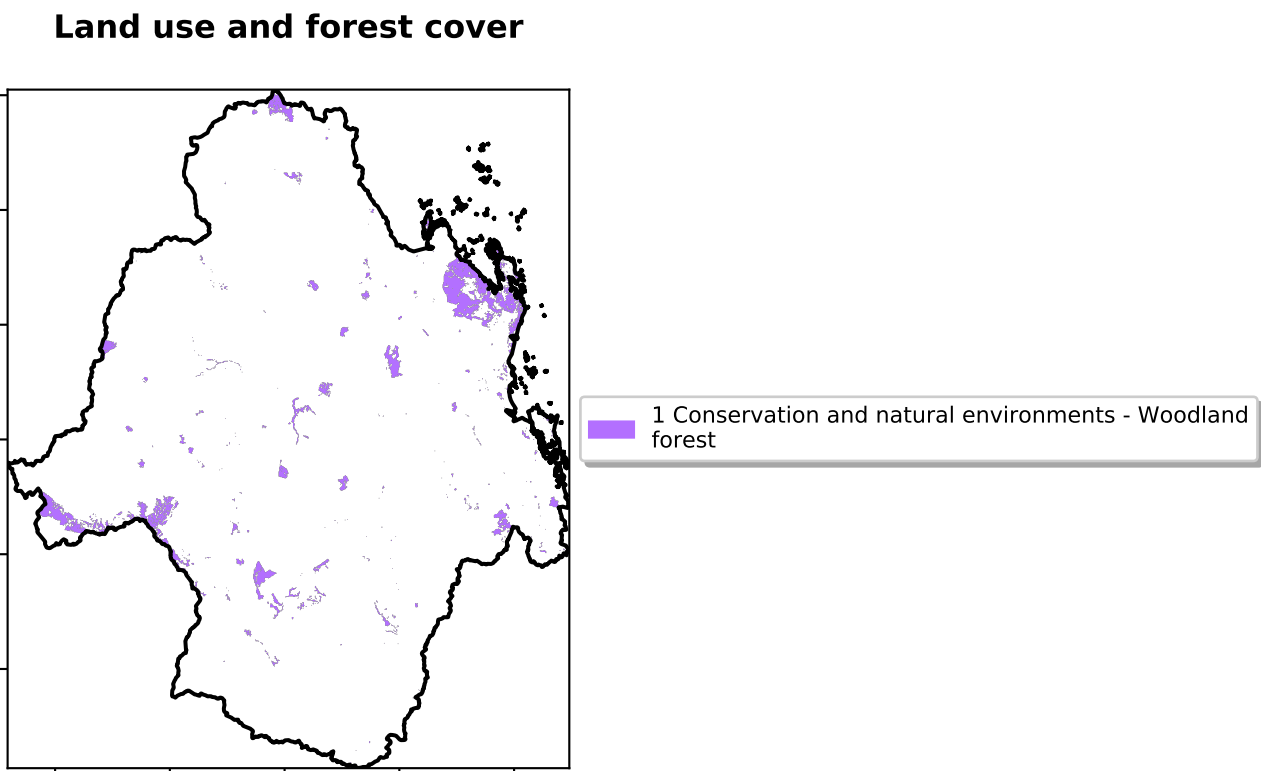 Land use and forest cover
1 Conservation and natural environments - Woodland
forest